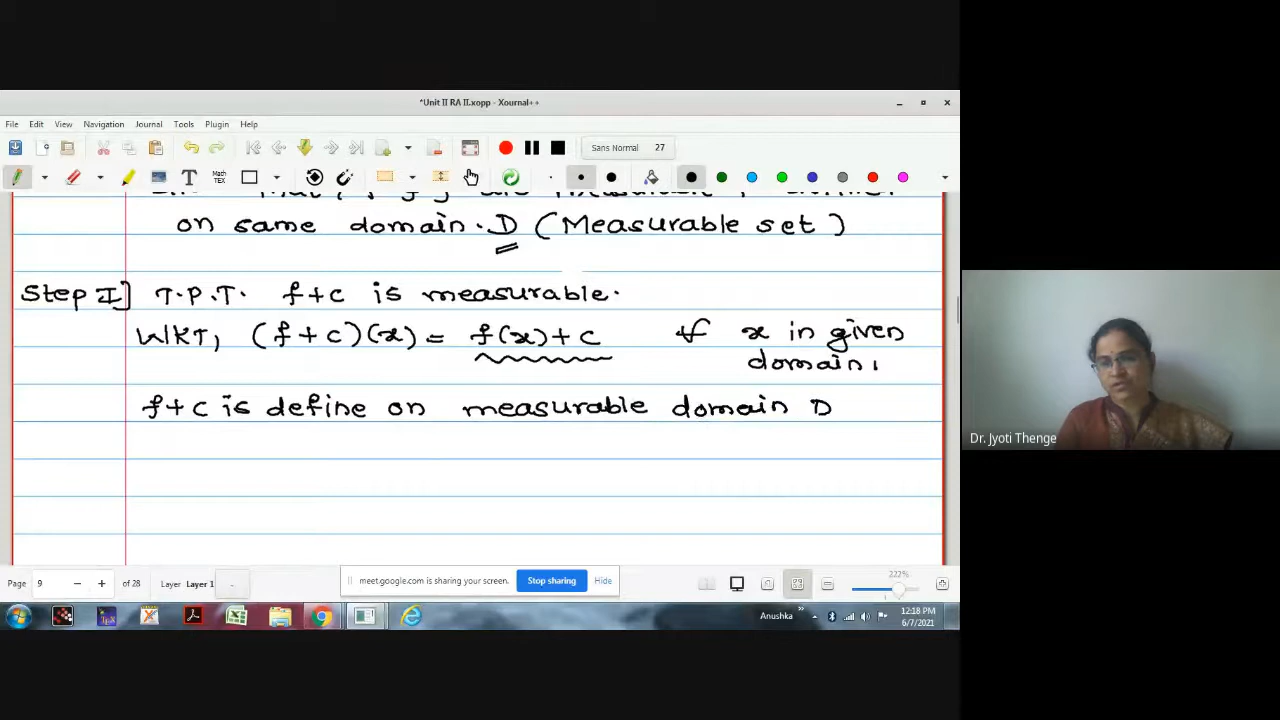 *Unit II RA II.xopp - Xournal++
File Edit View Navigation Journal Tools Plugin Help
Sans Normal 27
are
on same domain. D (Measurable set)
Step I] T.P.T. f+c is measurable.
WKT, (f+c)(x) = f(x)+c ∀ x in given
domain,
f+c is define on measurable domain D
Dr. Jyoti Thenge
Page 9 of 28 Layer Layer 1
meet.google.com is sharing your screen. Stop sharing Hide
222%
Anushka
12:18 PM
6/7/2021